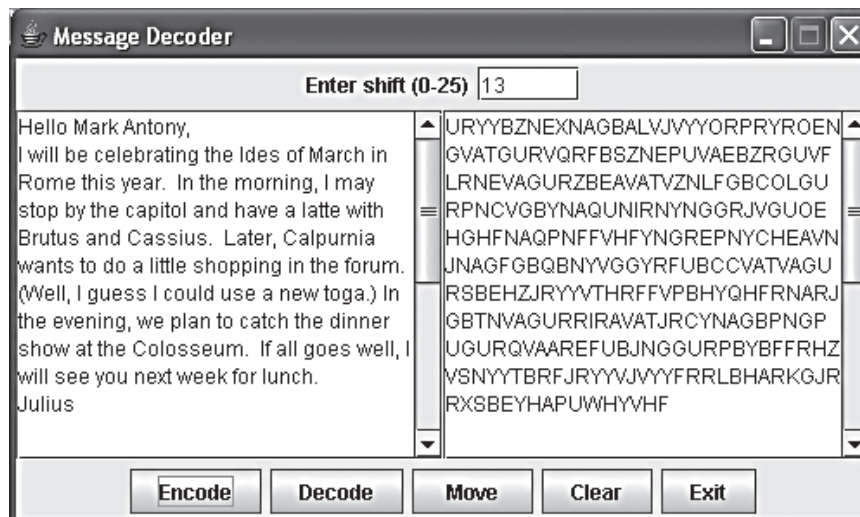 Message Decoder
Enter shift (0-25) 13
Hello Mark Antony,
I will be celebrating the Ides of March in
Rome this year.  In the morning, I may
stop by the capitol and have a latte with
Brutus and Cassius.  Later, Calpurnia
wants to do a little shopping in the forum.
(Well, I guess I could use a new toga.) In
the evening, we plan to catch the dinner
show at the Colosseum.  If all goes well, I
will see you next week for lunch.
Julius
URYYBZNEXNAGBALVJVYYORPRYROEN
GVATGURVQRFBSZNEPUVAEBZRGUVF
LRNEVAGURZBEAVATVZNLFGBCOLGU
RPNCVGBYNAQUNIRNYNGGRJVGUOE
HGHFNAQPNFFVHFYNGREPNYCHEAVN
JNAGFGBQBNYVGGYRFUBCCVATVAGU
RSBEHZJRYYVTHRFFVPBHYQHFRNARJ
GBTNVAGURRIRAVATJRCYNAGBPNGP
UGURQVAAREFUBJNGGURPBYBFFRHZ
VSNYYTBRFJRYYVJVYYFRRLBHARKGJR
RXSBEYHAPUWHYVHF
Encode Decode Move Clear Exit